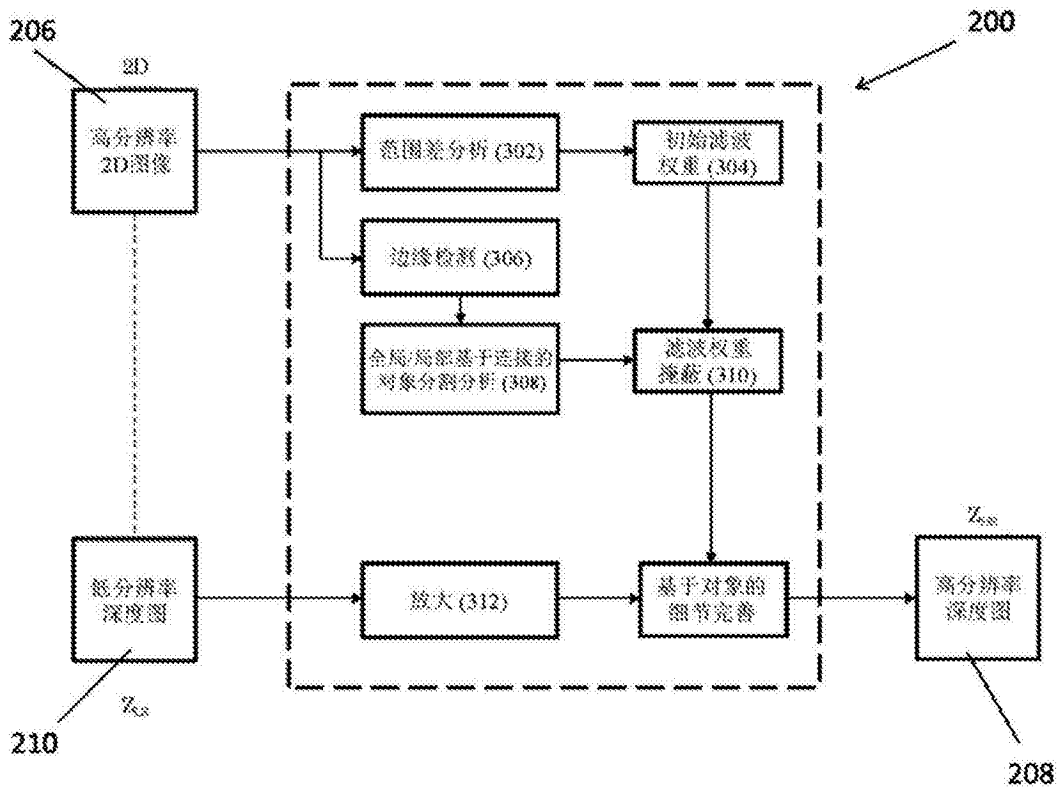 206
200
2D
高分辨率
2D图像
范围差分析 (302)
初始滤波
权重 (304)
边缘检测 (306)
全局/局部基于连接的
对象分割分析 (308)
滤波权重
掩蔽 (310)
低分辨率
深度图
放大 (312)
基于对象的
细节完善
高分辨率
深度图
210
208